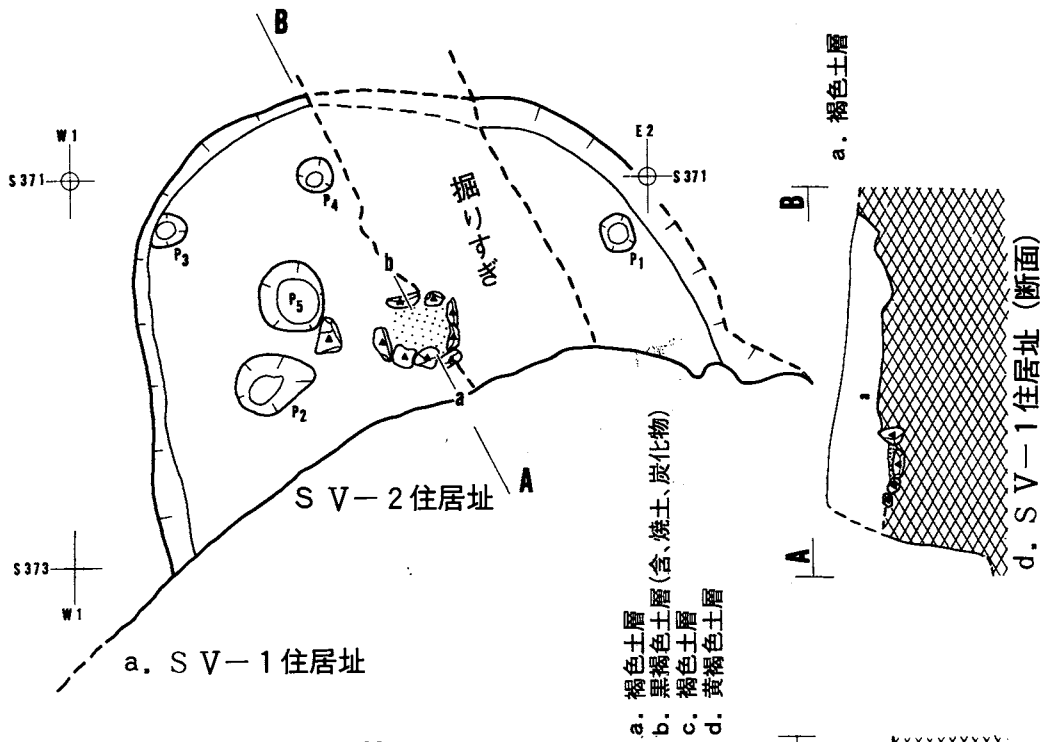 B
W1
E2
S371
S371
P4
P3
P1
P5
P2
掘りすぎ
b
a
A
S V-2住居址
S373
W1
a. S V-1住居址
a. 褐色土層
b. 黒褐色土層(含、焼土、炭化物)
c. 褐色土層
d. 黄褐色土層
a. 褐色土層
B
a
A
d. S V-1住居址 (断面)